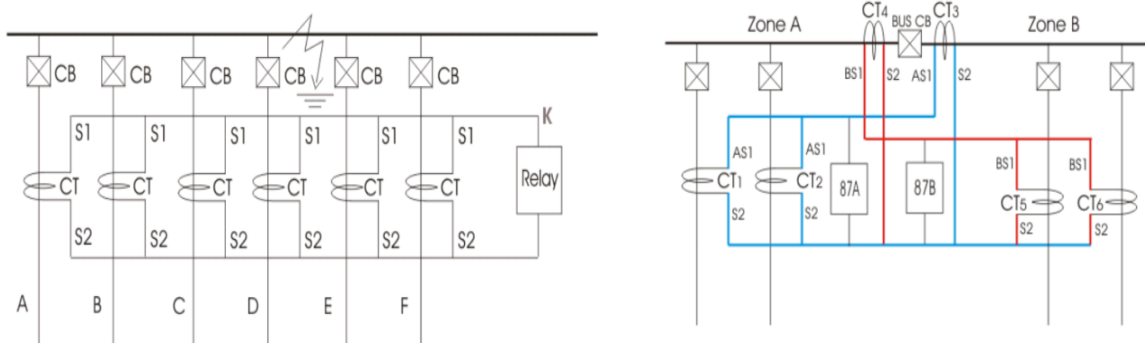 CB CB CB CB CB CB
K
S1 S1 S1 S1 S1 S1
CT CT CT CT CT CT
Relay
S2 S2 S2 S2 S2 S2
A B C D E F
CT4 CT3
Zone A BUS CB Zone B
BS1 S2 AS1 S2
AS1 AS1 BS1 BS1
CT1 CT2 87A 87B CT5 CT6
S2 S2 S2 S2